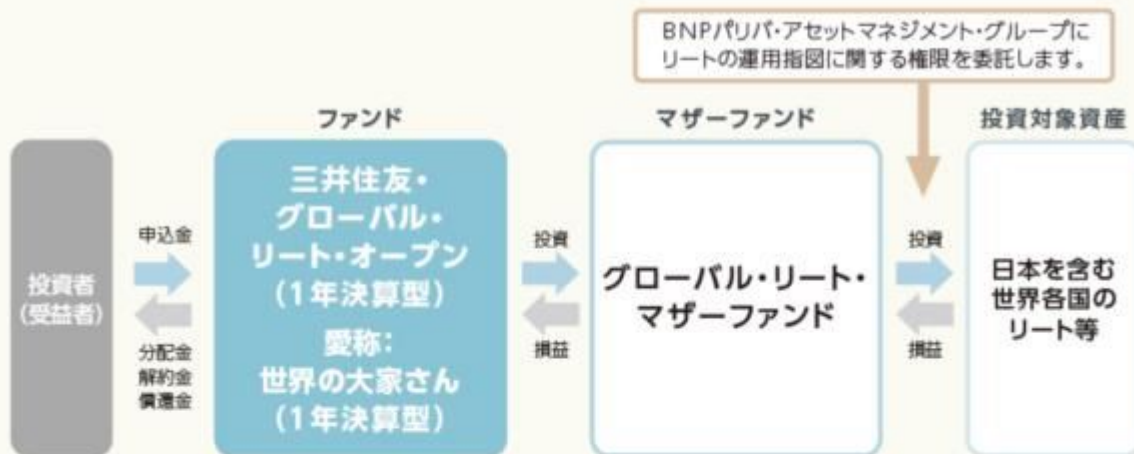 BNPパリバ・アセットマネジメント・グループに
リートの運用指図に関する権限を委託します。
ファンド
マザーファンド
投資対象資産
投資者
(受益者)
申込金
分配金
解約金
償還金
三井住友・
グローバル・
リート・オープン
(1年決算型)
愛称:
世界の大家さん
(1年決算型)
投資
損益
グローバル・リート・
マザーファンド
投資
損益
日本を含む
世界各国の
リート等